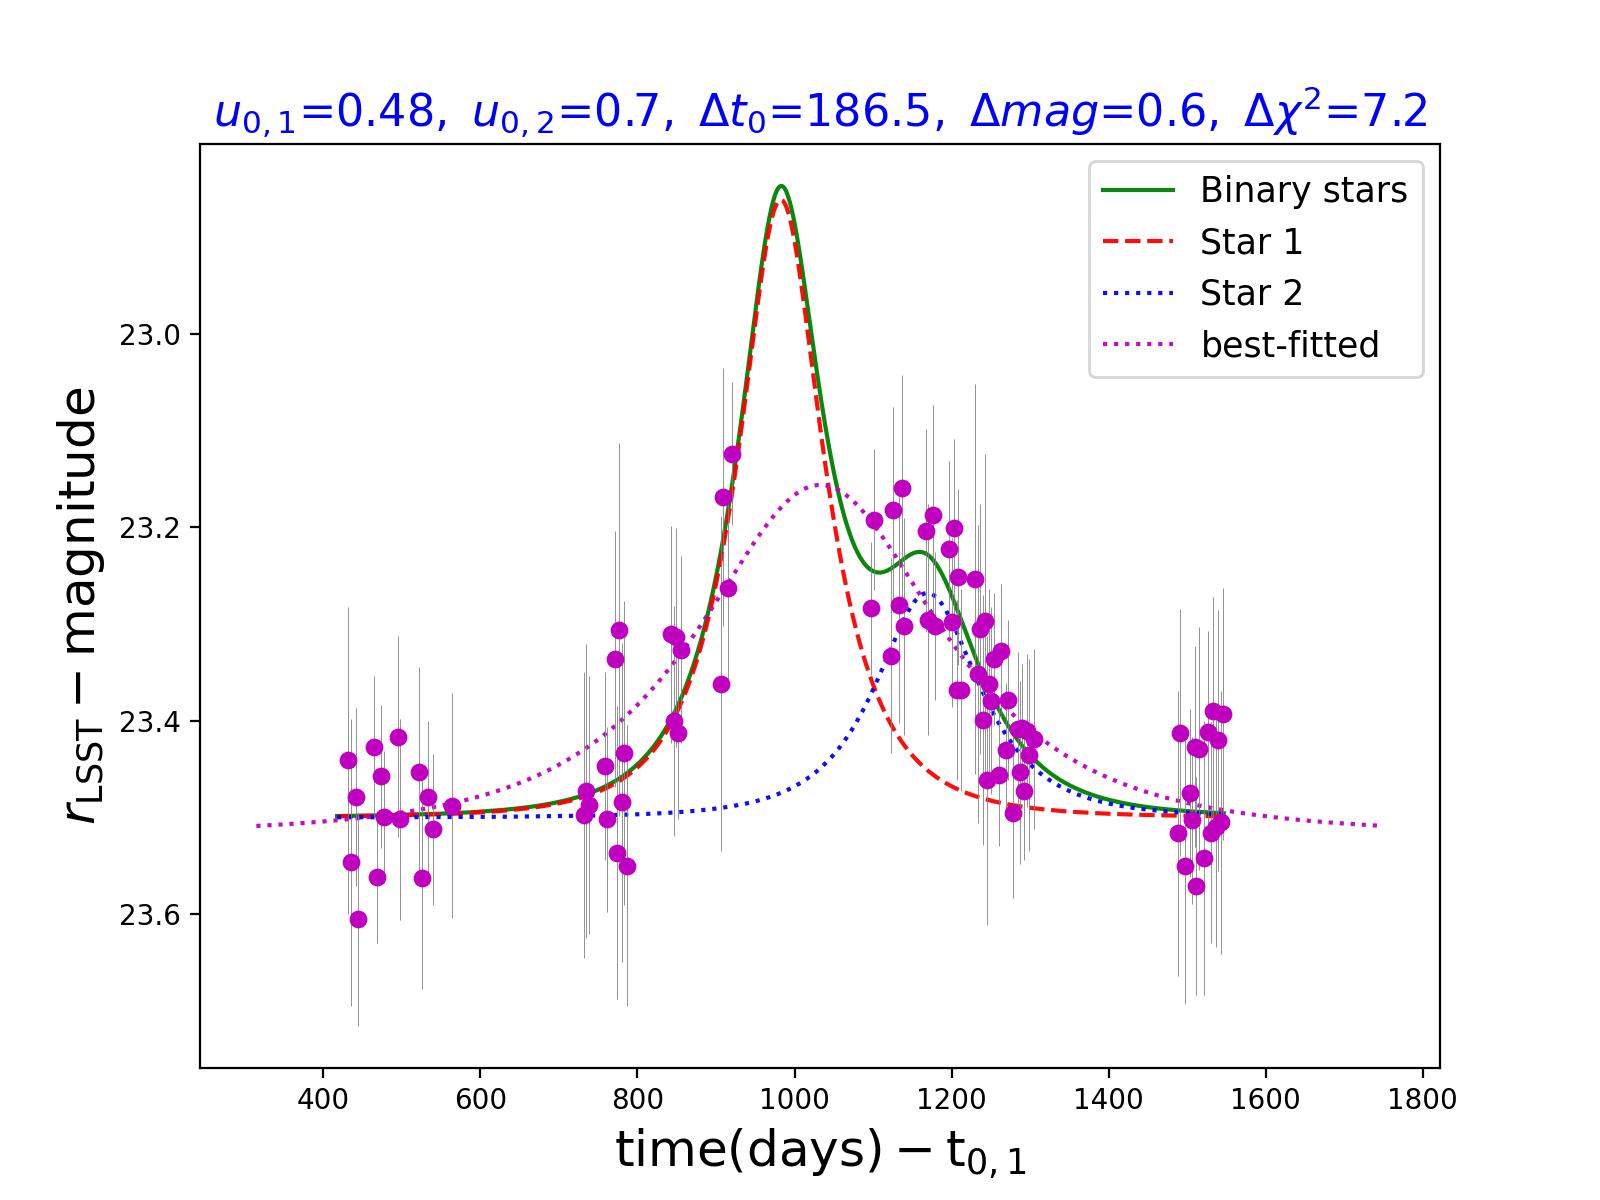 u0,1=0.48, u0,2=0.7, Δt0=186.5, Δmag=0.6, Δχ²=7.2
Binary stars
Star 1
Star 2
best-fitted
23.0
23.2
23.4
23.6
rLSST − magnitude
400 600 800 1000 1200 1400 1600 1800
time(days) − t0,1